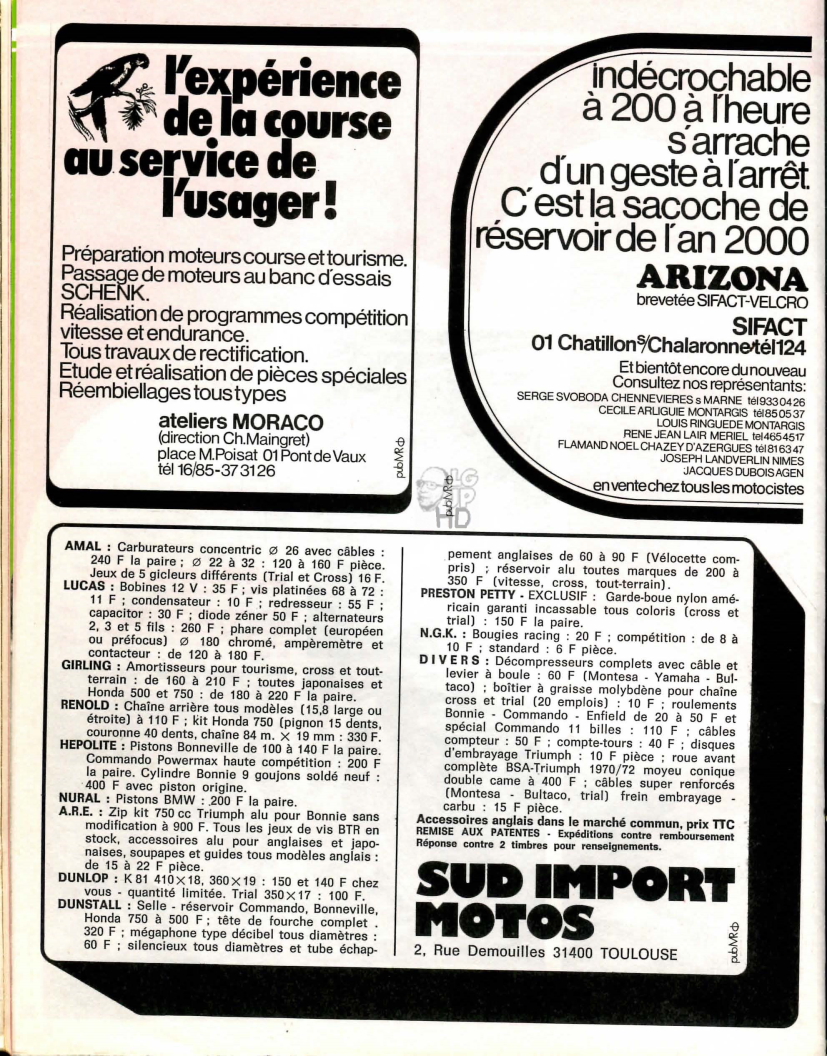 l'expérience
de la course
au service de
l'usager!
Préparation moteurs course et tourisme.
Passage de moteurs au banc d'essais
SCHENK.
Réalisation de programmes compétition
vitesse et endurance.
Tous travaux de rectification.
Etude et réalisation de pièces spéciales
Réembiellages tous types
ateliers MORACO
(direction Ch.Maingret)
place M.Poisat 01 Pont de Vaux
tél 16/85-37 31 26
pubMR
indécrochable
à 200 à l'heure
s'arrache
d'un geste à l'arrêt
C'est la sacoche de
réservoir de l'an 2000
ARIZONA
brevetée SIFACT-VELCRO
SIFACT
01 Chatillon s/Chalaronne tél 124
Et bientôt encore du nouveau
Consultez nos représentants:
SERGE SVOBODA CHENNEVIERES s MARNE tél 933 04 26
CECILE ARLIGUIE MONTARGIS tél 85 05 37
LOUIS RINGUEDE MONTARGIS
RENE JEAN LAIR MERIEL tél 465 45 17
FLAMAND NOEL CHAZEY D'AZERGUES tél 81 63 47
JOSEPH LANDVERLIN NIMES
JACQUES DUBOIS AGEN
en vente chez tous les motocistes
pubMR
BIG
UP
HD
AMAL : Carburateurs concentric Ø 26 avec câbles :
240 F la paire ; Ø 22 à 32 : 120 à 160 F pièce.
Jeux de 5 gicleurs différents (Trial et Cross) 16 F.
LUCAS : Bobines 12 V : 35 F ; vis platinées 68 à 72 :
11 F ; condensateur : 10 F ; redresseur : 55 F ;
capacitor : 30 F ; diode zéner 50 F ; alternateurs
2, 3 et 5 fils : 260 F ; phare complet (européen
ou préfocus) Ø 180 chromé, ampèremètre et
contacteur : de 120 à 180 F.
GIRLING : Amortisseurs pour tourisme, cross et tout-
terrain : de 160 à 210 F ; toutes japonaises et
Honda 500 et 750 : de 180 à 220 F la paire.
RENOLD : Chaîne arrière tous modèles (15,8 large ou
étroite) à 110 F ; kit Honda 750 (pignon 15 dents,
couronne 40 dents, chaîne 84 m. × 19 mm : 330 F.
HEPOLITE : Pistons Bonneville de 100 à 140 F la paire.
Commando Powermax haute compétition : 200 F
la paire. Cylindre Bonnie 9 goujons soldé neuf :
400 F avec piston origine.
NURAL : Pistons BMW : 200 F la paire.
A.R.E. : Zip kit 750 cc Triumph alu pour Bonnie sans
modification à 900 F. Tous les jeux de vis BTR en
stock, accessoires alu pour anglaises et japo-
naises, soupapes et guides tous modèles anglais :
de 15 à 22 F pièce.
DUNLOP : K 81 410×18, 360×19 : 150 et 140 F chez
vous - quantité limitée. Trial 350×17 : 100 F.
DUNSTALL : Selle - réservoir Commando, Bonneville,
Honda 750 à 500 F ; tête de fourche complet .
320 F ; mégaphone type décibel tous diamètres :
60 F ; silencieux tous diamètres et tube échap-
pement anglaises de 60 à 90 F (Vélocette com-
pris) ; réservoir alu toutes marques de 200 à
350 F (vitesse, cross, tout-terrain).
PRESTON PETTY - EXCLUSIF : Garde-boue nylon amé-
ricain garanti incassable tous coloris (cross et
trial) : 150 F la paire.
N.G.K. : Bougies racing : 20 F ; compétition : de 8 à
10 F ; standard : 6 F pièce.
DIVERS : Décompresseurs complets avec câble et
levier à boule : 60 F (Montesa - Yamaha - Bul-
taco) ; boîtier à graisse molybdène pour chaîne
cross et trial (20 emplois) : 10 F ; roulements
Bonnie - Commando - Enfield de 20 à 50 F et
spécial Commando 11 billes : 110 F ; câbles
compteur : 50 F ; compte-tours : 40 F ; disques
d'embrayage Triumph : 10 F pièce ; roue avant
complète BSA-Triumph 1970/72 moyeu conique
double came à 400 F ; câbles super renforcés
(Montesa - Bultaco, trial) frein embrayage -
carbu : 15 F pièce.
Accessoires anglais dans le marché commun, prix TTC
REMISE AUX PATENTES - Expéditions contre remboursement
Réponse contre 2 timbres pour renseignements.
SUD IMPORT
MOTOS
2, Rue Demouilles 31400 TOULOUSE
pubMR